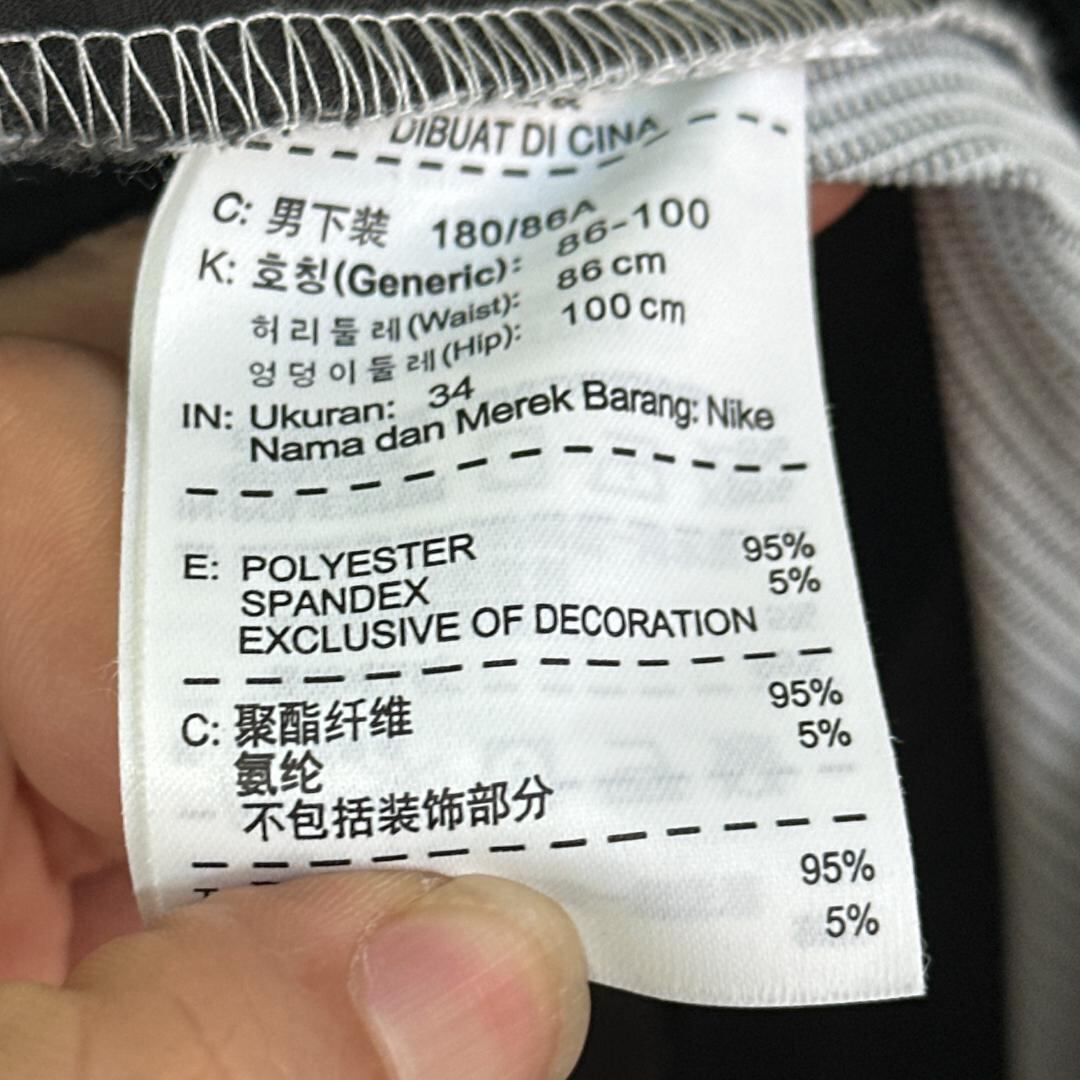 DIBUAT DI CINA
C: 男下装 180/86A
K: 호칭(Generic): 86-100
허리둘레(Waist): 86 cm
엉덩이둘레(Hip): 100 cm
IN: Ukuran: 34
Nama dan Merek Barang: Nike
E: POLYESTER 95%
SPANDEX 5%
EXCLUSIVE OF DECORATION
C: 聚酯纤维 95%
氨纶 5%
不包括装饰部分
95%
5%